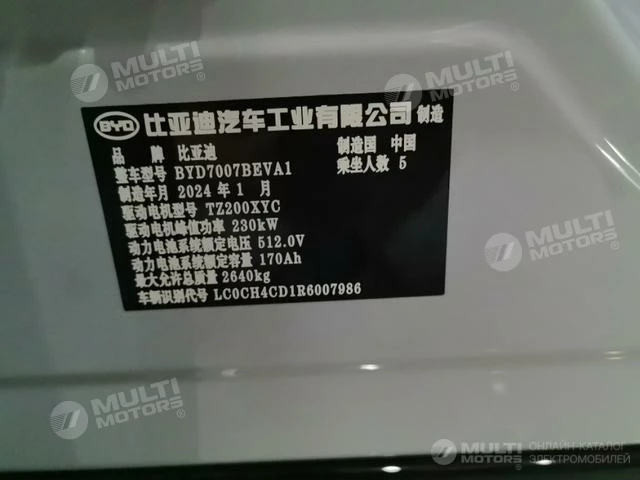 MULTI MOTORS®
MULTI MOTORS®
BYD 比亚迪汽车工业有限公司 制造
品 牌 比亚迪 制造国 中国
整车型号 BYD7007BEVA1 乘坐人数 5
制造年月 2024 年 1 月
驱动电机型号 TZ200XYC
驱动电机峰值功率 230kW
动力电池系统额定电压 512.0V
动力电池系统额定容量 170Ah
最大允许总质量 2640kg
车辆识别代号 LC0CH4CD1R6007986
MULTI MOTORS®
MULTI MOTORS®
MULTI MOTORS® ОНЛАЙН-КАТАЛОГ ЭЛЕКТРОМОБИЛЕЙ